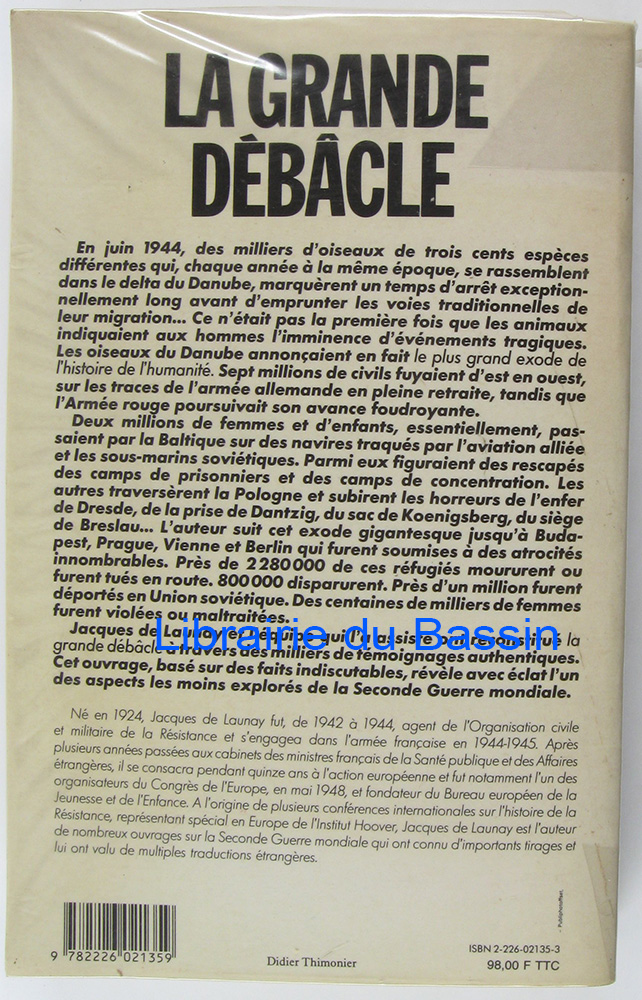 LA GRANDE
DÉBÂCLE
En juin 1944, des milliers d'oiseaux de trois cents espèces
différentes qui, chaque année à la même époque, se rassemblent
dans le delta du Danube, marquèrent un temps d'arrêt exception-
nellement long avant d'emprunter les voies traditionnelles de
leur migration... Ce n'était pas la première fois que les animaux
indiquaient aux hommes l'imminence d'événements tragiques.
Les oiseaux du Danube annonçaient en fait le plus grand exode de
l'histoire de l'humanité. Sept millions de civils fuyaient d'est en ouest,
sur les traces de l'armée allemande en pleine retraite, tandis que
l'Armée rouge poursuivait son avance foudroyante.
Deux millions de femmes et d'enfants, essentiellement, pas-
saient par la Baltique sur des navires traqués par l'aviation alliée
et les sous-marins soviétiques. Parmi eux figuraient des rescapés
des camps de prisonniers et des camps de concentration. Les
autres traversèrent la Pologne et subirent les horreurs de l'enfer
de Dresde, de la prise de Dantzig, du sac de Koenigsberg, du siège
de Breslau... L'auteur suit cet exode gigantesque jusqu'à Buda-
pest, Prague, Vienne et Berlin qui furent soumises à des atrocités
innombrables. Près de 2 280 000 de ces réfugiés moururent ou
furent tués en route. 800 000 disparurent. Près d'un million furent
déportés en Union soviétique. Des centaines de milliers de femmes
furent violées ou maltraitées.
Jacques de Launay et l'équipe qui l'a assisté ont reconstitué la
grande débâcle à travers des milliers de témoignages authentiques.
Cet ouvrage, basé sur des faits indiscutables, révèle avec éclat l'un
des aspects les moins explorés de la Seconde Guerre mondiale.
Librairie du Bassin
Né en 1924, Jacques de Launay fut, de 1942 à 1944, agent de l'Organisation civile
et militaire de la Résistance et s'engagea dans l'armée française en 1944-1945. Après
plusieurs années passées aux cabinets des ministres français de la Santé publique et des Affaires
étrangères, il se consacra pendant quinze ans à l'action européenne et fut notamment l'un des
organisateurs du Congrès de l'Europe, en mai 1948, et fondateur du Bureau européen de la
Jeunesse et de l'Enfance. A l'origine de plusieurs conférences internationales sur l'histoire de la
Résistance, représentant spécial en Europe de l'Institut Hoover, Jacques de Launay est l'auteur
de nombreux ouvrages sur la Seconde Guerre mondiale qui ont connu d'importants tirages et
lui ont valu de multiples traductions étrangères.
9 782226 021359
Didier Thimonier
ISBN 2-226-02135-3
98,00 F TTC